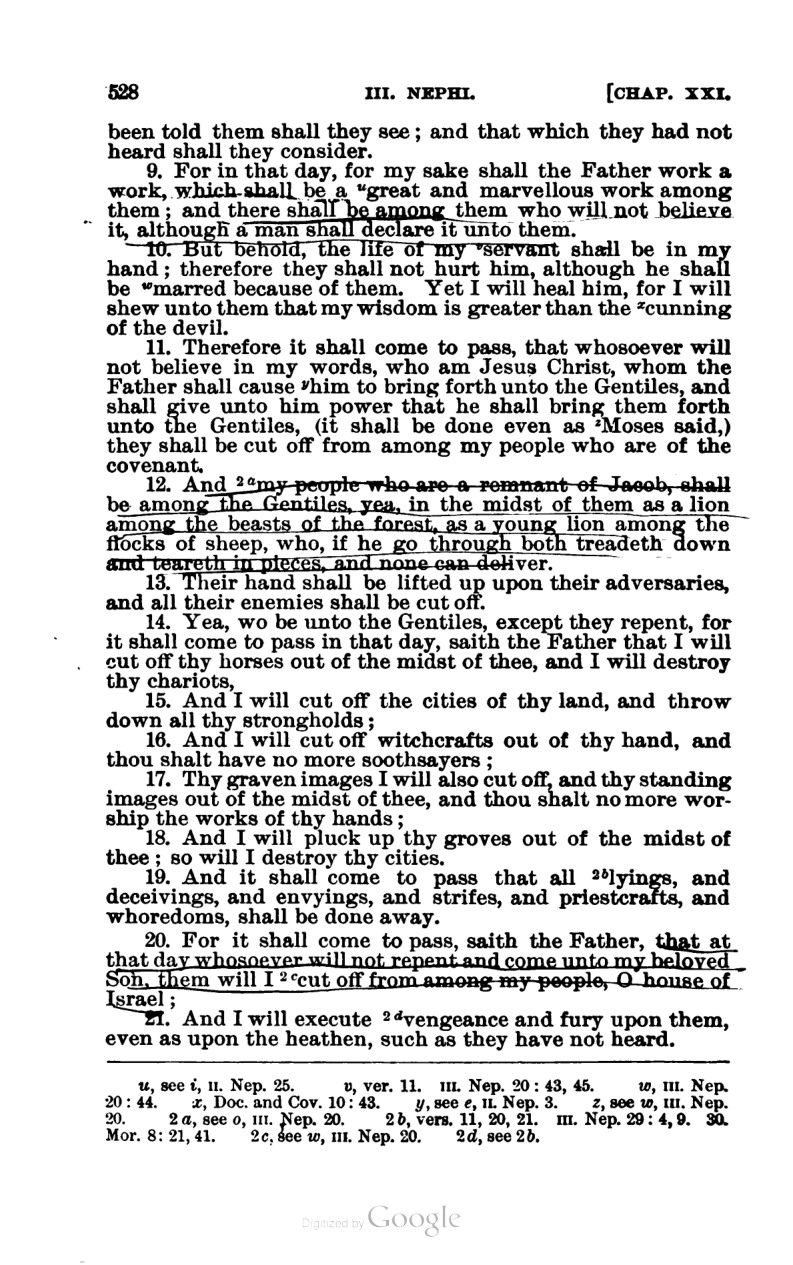 528 III. NEPHI. [CHAP. XXI.
been told them shall they see; and that which they had not
heard shall they consider.
9. For in that day, for my sake shall the Father work a
work, which shall be a ᵘgreat and marvellous work among
them; and there shall be among them who will not believe
it, although a man shall declare it unto them.
10. But behold, the life of my ᵛservant shall be in my
hand; therefore they shall not hurt him, although he shall
be ʷmarred because of them. Yet I will heal him, for I will
shew unto them that my wisdom is greater than the ˣcunning
of the devil.
11. Therefore it shall come to pass, that whosoever will
not believe in my words, who am Jesus Christ, whom the
Father shall cause ʸhim to bring forth unto the Gentiles, and
shall give unto him power that he shall bring them forth
unto the Gentiles, (it shall be done even as ᶻMoses said,)
they shall be cut off from among my people who are of the
covenant.
12. And ²ᵃmy people who are a remnant of Jacob, shall
be among the Gentiles, yea, in the midst of them as a lion
among the beasts of the forest, as a young lion among the
flocks of sheep, who, if he go through both treadeth down
and teareth in pieces, and none can deliver.
13. Their hand shall be lifted up upon their adversaries,
and all their enemies shall be cut off.
14. Yea, wo be unto the Gentiles, except they repent, for
it shall come to pass in that day, saith the Father that I will
cut off thy horses out of the midst of thee, and I will destroy
thy chariots,
15. And I will cut off the cities of thy land, and throw
down all thy strongholds;
16. And I will cut off witchcrafts out of thy hand, and
thou shalt have no more soothsayers;
17. Thy graven images I will also cut off, and thy standing
images out of the midst of thee, and thou shalt no more wor-
ship the works of thy hands;
18. And I will pluck up thy groves out of the midst of
thee; so will I destroy thy cities.
19. And it shall come to pass that all ²ᵇlyings, and
deceivings, and envyings, and strifes, and priestcrafts, and
whoredoms, shall be done away.
20. For it shall come to pass, saith the Father, that at
that day whosoever will not repent and come unto my beloved
Son, them will I ²ᶜcut off from among my people, O house of
Israel;
21. And I will execute ²ᵈvengeance and fury upon them,
even as upon the heathen, such as they have not heard.
u, see i, II. Nep. 25. v, ver. 11. III. Nep. 20: 43, 45. w, III. Nep.
20: 44. x, Doc. and Cov. 10: 43. y, see e, II. Nep. 3. z, see w, III. Nep.
20. 2a, see o, III. Nep. 20. 2b, vers. 11, 20, 21. III. Nep. 29: 4, 9. 30.
Mor. 8: 21, 41. 2c, see w, III. Nep. 20. 2d, see 2b.
Digitized by Google